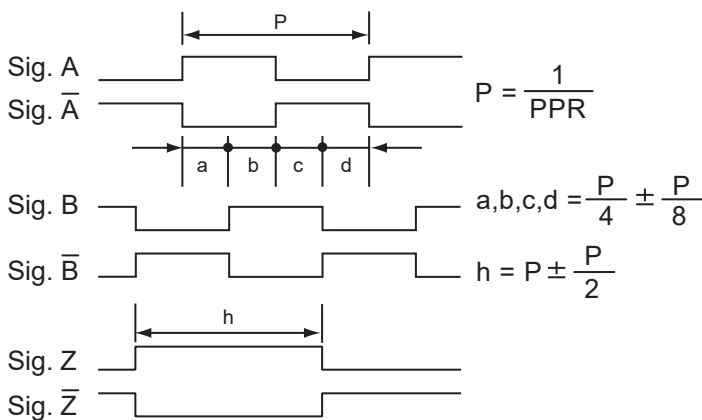 P
Sig. A
Sig. A̅
P = 1/PPR
a b c d
Sig. B
a,b,c,d = P/4 ± P/8
Sig. B̅
h = P ± P/2
h
Sig. Z
Sig. Z̅